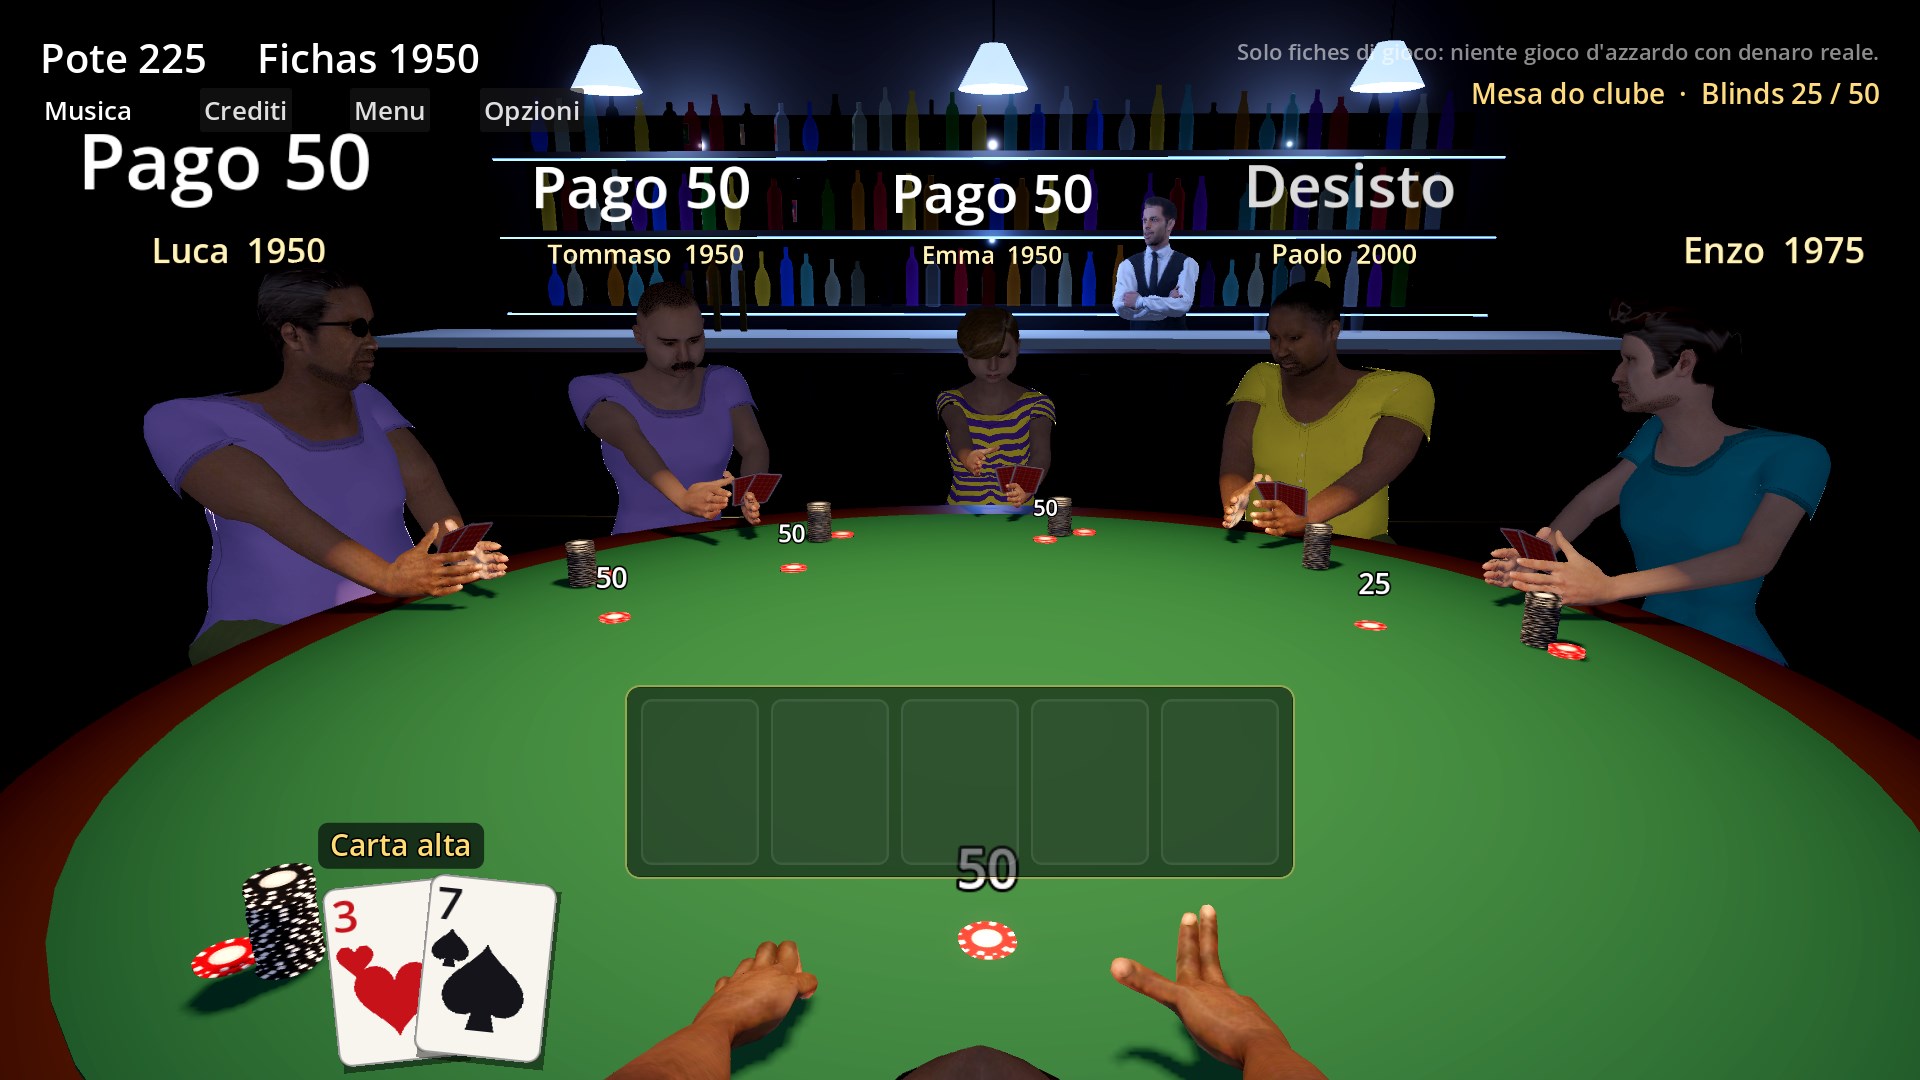 Pote 225 Fichas 1950
Solo fiches di gioco: niente gioco d'azzardo con denaro reale.
Mesa do clube · Blinds 25 / 50
Musica Crediti Menu Opzioni
Pago 50
Pago 50
Pago 50
Desisto
Luca 1950
Tommaso 1950
Emma 1950
Paolo 2000
Enzo 1975
50
50
50
25
50
Carta alta
3
7